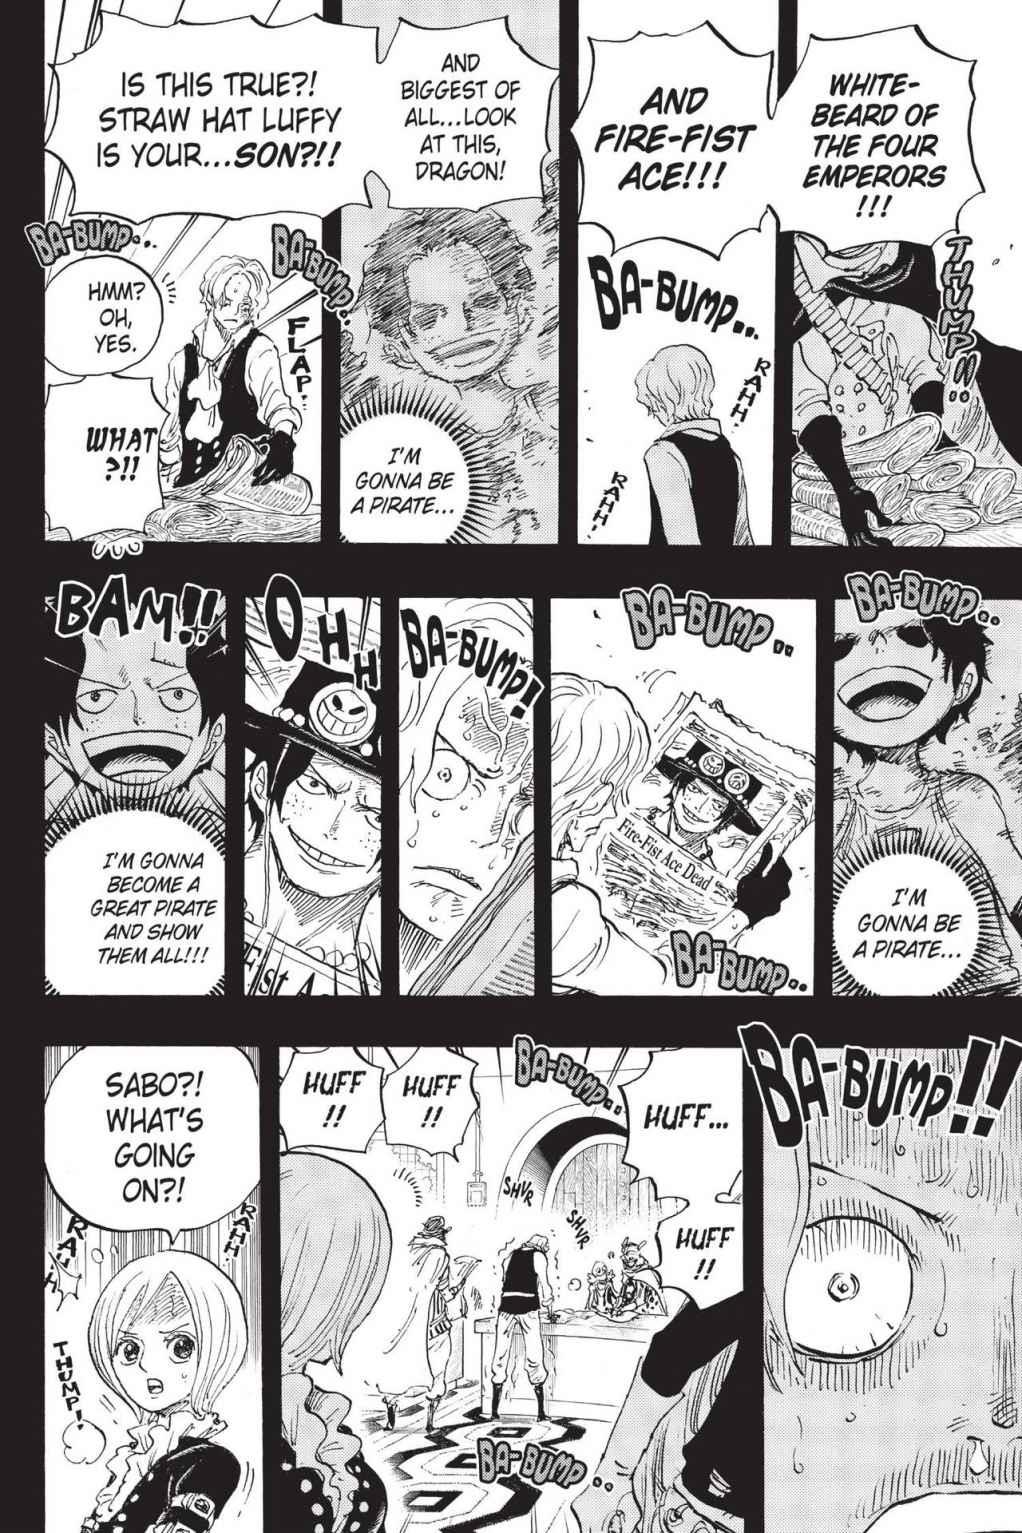 WHITE-
BEARD OF
THE FOUR
EMPERORS
!!!
THUMP!!..
AND
FIRE-FIST
ACE!!!
BA-BUMP..
RAHH!
RAHH!
AND
BIGGEST OF
ALL...LOOK
AT THIS,
DRAGON!
BA-BUMP..
I'M
GONNA BE
A PIRATE...
IS THIS TRUE?!
STRAW HAT LUFFY
IS YOUR...SON?!!
BA-BUMP...
HMM?
OH,
YES.
FLAP..
WHAT
?!!
BA-BUMP..
I'M
GONNA BE
A PIRATE...
BA-BUMP..
Fire-Fist Ace Dead
BA-BUMP..
BA-BUMP!
OHH
Fist A
BAM!!
I'M GONNA
BECOME A
GREAT PIRATE
AND SHOW
THEM ALL!!!
BA-BUMP!!
HUFF...
HUFF
!!
BA-BUMP..
HUFF
!!
HUFF
!!
SHVR
SHVR
BA-BUMP..
SABO?!
WHAT'S
GOING
ON?!
RAHH!
RAHH
THUMP!